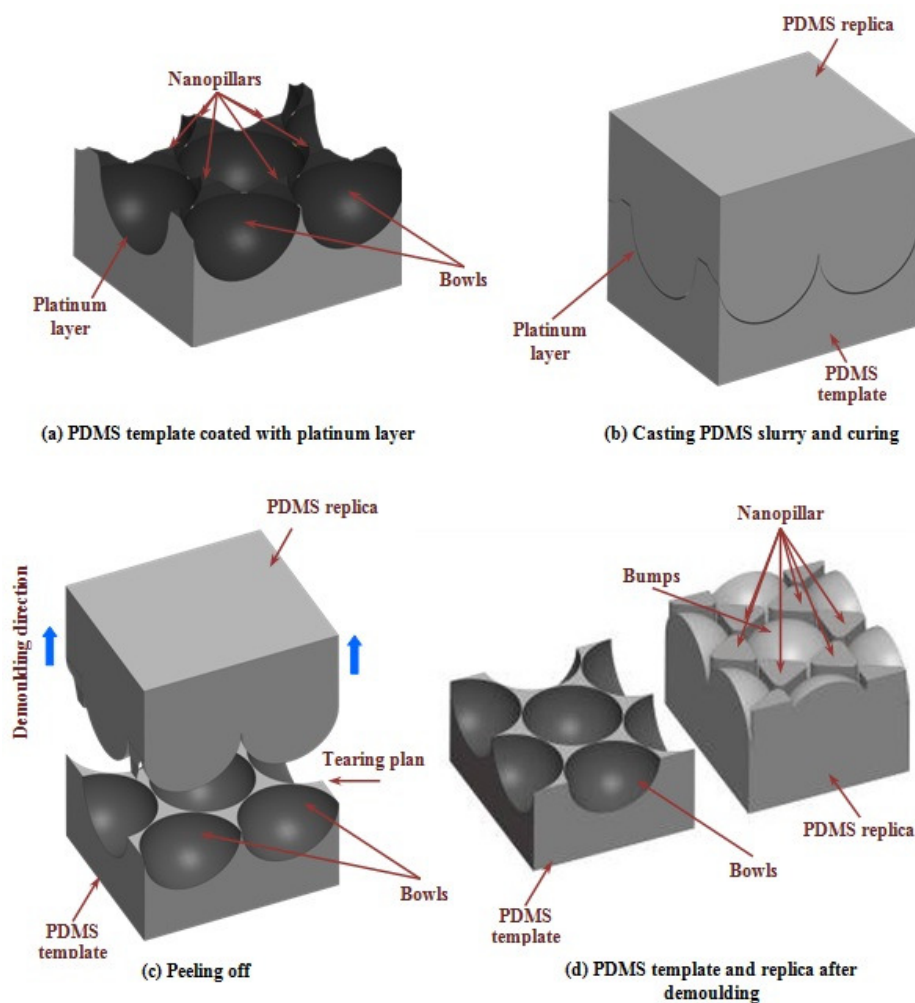 Nanopillars
Platinum
layer
Bowls
(a) PDMS template coated with platinum layer
PDMS replica
Platinum
layer
PDMS
template
(b) Casting PDMS slurry and curing
PDMS replica
Demoulding direction
Tearing plan
Bowls
PDMS
template
(c) Peeling off
Nanopillar
Bumps
PDMS replica
Bowls
PDMS
template
(d) PDMS template and replica after
demoulding